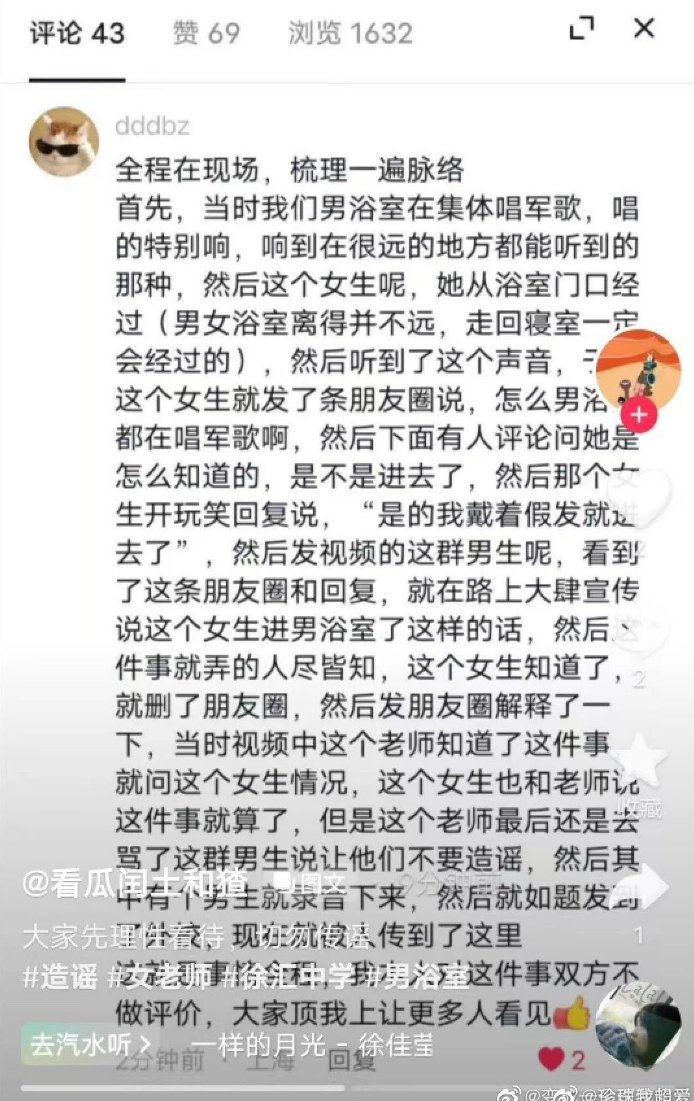 评论 43 赞 69 浏览 1632
dddbz
全程在现场，梳理一遍脉络
首先，当时我们男浴室在集体唱军歌，唱
的特别响，响到在很远的地方都能听到的
那种，然后这个女生呢，她从浴室门口经
过（男女浴室离得并不远，走回寝室一定
会经过的），然后听到了这个声音，
这个女生就发了条朋友圈说，怎么男浴
都在唱军歌啊，然后下面有人评论问她是
怎么知道的，是不是进去了，然后那个女
生开玩笑回复说，“是的我戴着假发就进
去了”，然后发视频的这群男生呢，看到
了这条朋友圈和回复，就在路上大肆宣传
说这个女生进男浴室了这样的话，然后这
件事就弄的人尽皆知，这个女生知道了，
2
就删了朋友圈，然后发朋友圈解释了一
下，当时视频中这个老师知道了这件事
就问这个女生情况，这个女生也和老师说
收藏
这件事就算了，但是这个老师最后还是去
骂了这群男生说让他们不要造谣，然后其
@看瓜闰土和猹 图文 9分钟前
中有个男生就录音下来，然后就如题发到
大家先理性看待，切勿传谣
1
现在就被人传到了这里
#造谣 #女老师 #徐汇中学 #男浴室
这件事双方不
做评价，大家顶我上让更多人看见👍
去汽水听 > 一样的月光 - 徐佳莹
2分钟前 · 上海 回复 2
@珍珠我超爱